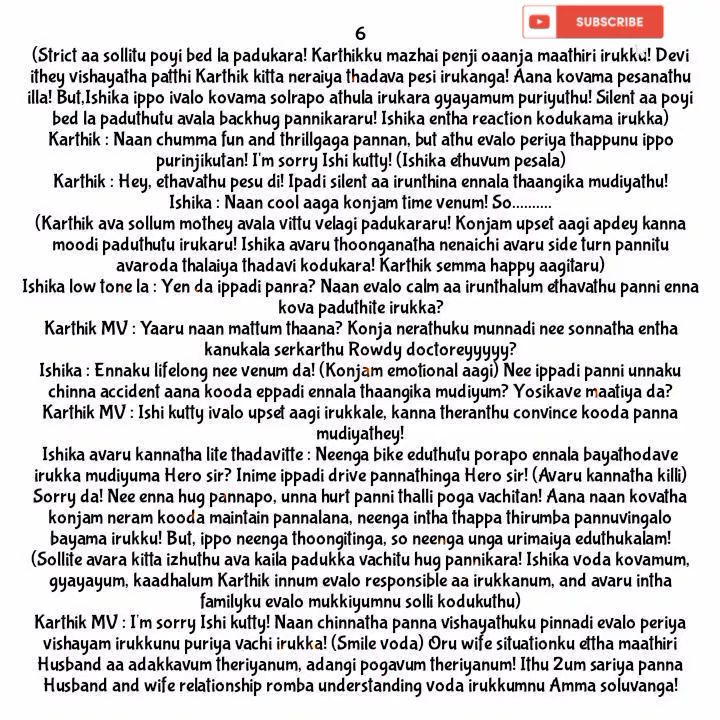 6
SUBSCRIBE
(Strict aa sollitu poyi bed la padukara! Karthikku mazhai penji oaanja maathiri irukku! Devi
ithey vishayatha patthi Karthik kitta neraiya thadava pesi irukanga! Aana kovama pesanathu
illa! But,Ishika ippo ivalo kovama solrapo athula irukara gyayamum puriyuthu! Silent aa poyi
bed la paduthutu avala backhug pannikararu! Ishika entha reaction kodukama irukka)
Karthik : Naan chumma fun and thrillgaga pannan, but athu evalo periya thappunu ippo
purinjikutan! I'm sorry Ishi kutty! (Ishika ethuvum pesala)
Karthik : Hey, ethavathu pesu di! Ipadi silent aa irunthina ennala thaangika mudiyathu!
Ishika : Naan cool aaga konjam time venum! So..........
(Karthik ava sollum mothey avala vittu velagi padukararu! Konjam upset aagi apdey kanna
moodi paduthutu irukaru! Ishika avaru thoonganatha nenaichi avaru side turn pannitu
avaroda thalaiya thadavi kodukara! Karthik semma happy aagitaru)
Ishika low tone la : Yen da ippadi panra? Naan evalo calm aa irunthalum ethavathu panni enna
kova paduthite irukka?
Karthik MV : Yaaru naan mattum thaana? Konja nerathuku munnadi nee sonnatha entha
kanukala serkarthu Rowdy doctoreyyyyy?
Ishika : Ennaku lifelong nee venum da! (Konjam emotional aagi) Nee ippadi panni unnaku
chinna accident aana kooda eppadi ennala thaangika mudiyum? Yosikave maatiya da?
Karthik MV : Ishi kutty ivalo upset aagi irukkale, kanna theranthu convince kooda panna
mudiyathey!
Ishika avaru kannatha lite thadavitte : Neenga bike eduthutu porapo ennala bayathodave
irukka mudiyuma Hero sir? Inime ippadi drive pannathinga Hero sir! (Avaru kannatha killi)
Sorry da! Nee enna hug pannapo, unna hurt panni thalli poga vachitan! Aana naan kovatha
konjam neram kooda maintain pannalana, neenga intha thappa thirumba pannuvingalo
bayama irukku! But, ippo neenga thoongitinga, so neenga unga urimaiya eduthukalam!
(Sollite avara kitta izhuthu ava kaila padukka vachitu hug pannikara! Ishika voda kovamum,
gyayayum, kaadhalum Karthik innum evalo responsible aa irukkanum, and avaru intha
familyku evalo mukkiyumnu solli kodukuthu)
Karthik MV : I'm sorry Ishi kutty! Naan chinnatha panna vishayathuku pinnadi evalo periya
vishayam irukkunu puriya vachi irukka! (Smile voda) Oru wife situationku ettha maathiri
Husband aa adakkavum theriyanum, adangi pogavum theriyanum! Ithu 2um sariya panna
Husband and wife relationship romba understanding voda irukkumnu Amma soluvanga!